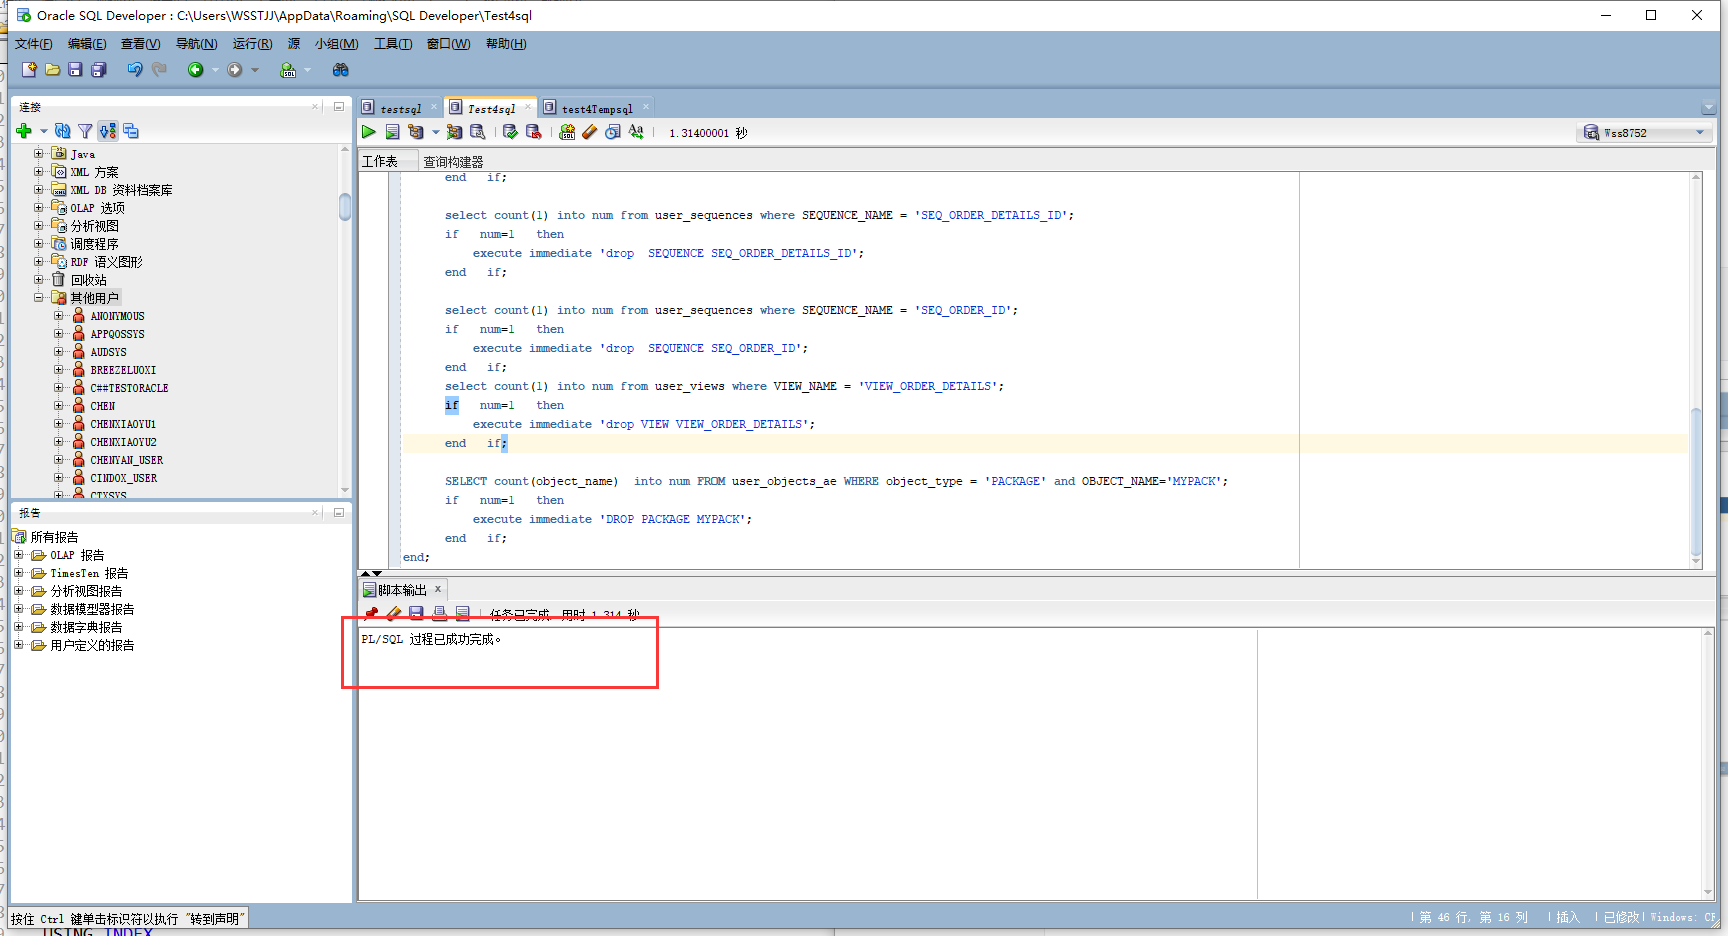 Oracle SQL Developer : C:\Users\WSSTJJ\AppData\Roaming\SQL Developer\Test4sql
文件(F) 编辑(E) 查看(V) 导航(N) 运行(R) 源 小组(M) 工具(T) 窗口(W) 帮助(H)
连接
Java
XML 方案
XML DB 资料档案库
OLAP 选项
分析视图
调度程序
RDF 语义图形
回收站
其他用户
ANONYMOUS
APPQOSSYS
AUDSYS
BREEZELUOXI
C##TESTORACLE
CHEN
CHENXIAOYU1
CHENXIAOYU2
CHENYAN_USER
CINDOX_USER
CTXSYS
报告
所有报告
OLAP 报告
TimesTen 报告
分析视图报告
数据模型器报告
数据字典报告
用户定义的报告
testsql Test4sql test4Tempsql
1.31400001 秒
Wss8752
工作表 查询构建器
end   if;
select count(1) into num from user_sequences where SEQUENCE_NAME = 'SEQ_ORDER_DETAILS_ID';
if   num=1   then
execute immediate 'drop  SEQUENCE SEQ_ORDER_DETAILS_ID';
end   if;
select count(1) into num from user_sequences where SEQUENCE_NAME = 'SEQ_ORDER_ID';
if   num=1   then
execute immediate 'drop  SEQUENCE SEQ_ORDER_ID';
end   if;
select count(1) into num from user_views where VIEW_NAME = 'VIEW_ORDER_DETAILS';
if   num=1   then
execute immediate 'drop VIEW VIEW_ORDER_DETAILS';
end   if;
SELECT count(object_name)  into num FROM user_objects_ae WHERE object_type = 'PACKAGE' and OBJECT_NAME='MYPACK';
if   num=1   then
execute immediate 'DROP PACKAGE MYPACK';
end   if;
end;
脚本输出
任务已完成, 用时 1.314 秒
PL/SQL 过程已成功完成。
按住 Ctrl 键单击标识符以执行 "转到声明"
第 46 行, 第 16 列 插入 已修改 Windows: CR
USING INDEX